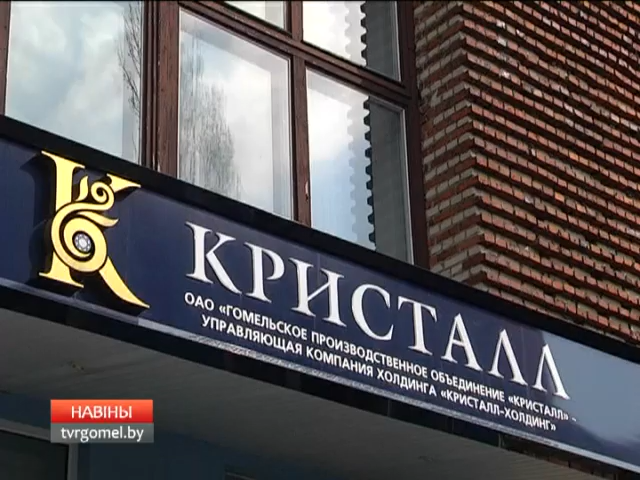 К КРИСТАЛЛ
ОАО «ГОМЕЛЬСКОЕ ПРОИЗВОДСТВЕННОЕ ОБЪЕДИНЕНИЕ «КРИСТАЛЛ» –
УПРАВЛЯЮЩАЯ КОМПАНИЯ ХОЛДИНГА «КРИСТАЛЛ-ХОЛДИНГ»
НАВІНЫ
tvrgomel.by